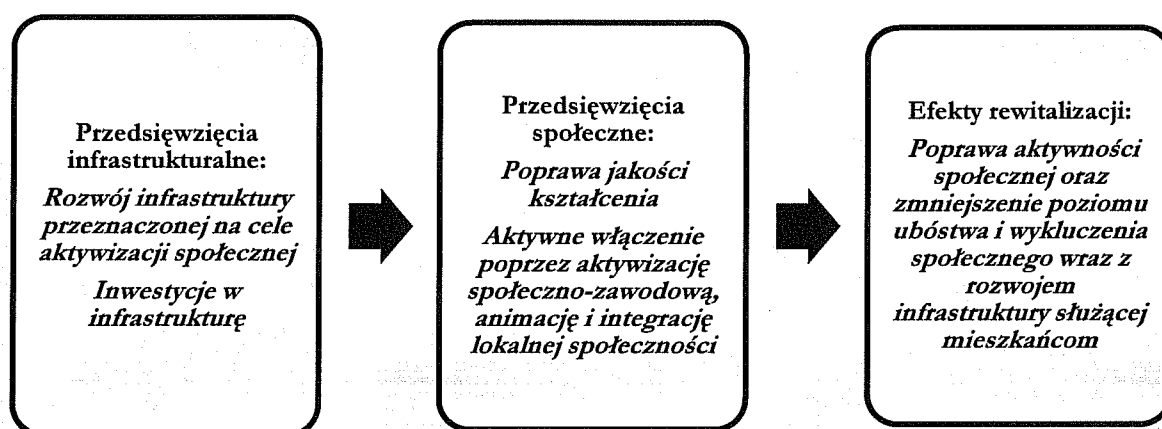 Przedsięwzięcia
infrastrukturalne:
Rozwój infrastruktury
przeznaczonej na cele
aktywizacji społecznej
Inwestycje w
infrastrukturę
Przedsięwzięcia
społeczne:
Poprawa jakości
kształcenia
Aktywne włączenie
poprzez aktywizację
społeczno-zawodową,
animację i integrację
lokalnej społeczności
Efekty rewitalizacji:
Poprawa aktywności
społecznej oraz
zmniejszenie poziomu
ubóstwa i wykluczenia
społecznego wraz z
rozwojem
infrastruktury służącej
mieszkańcom